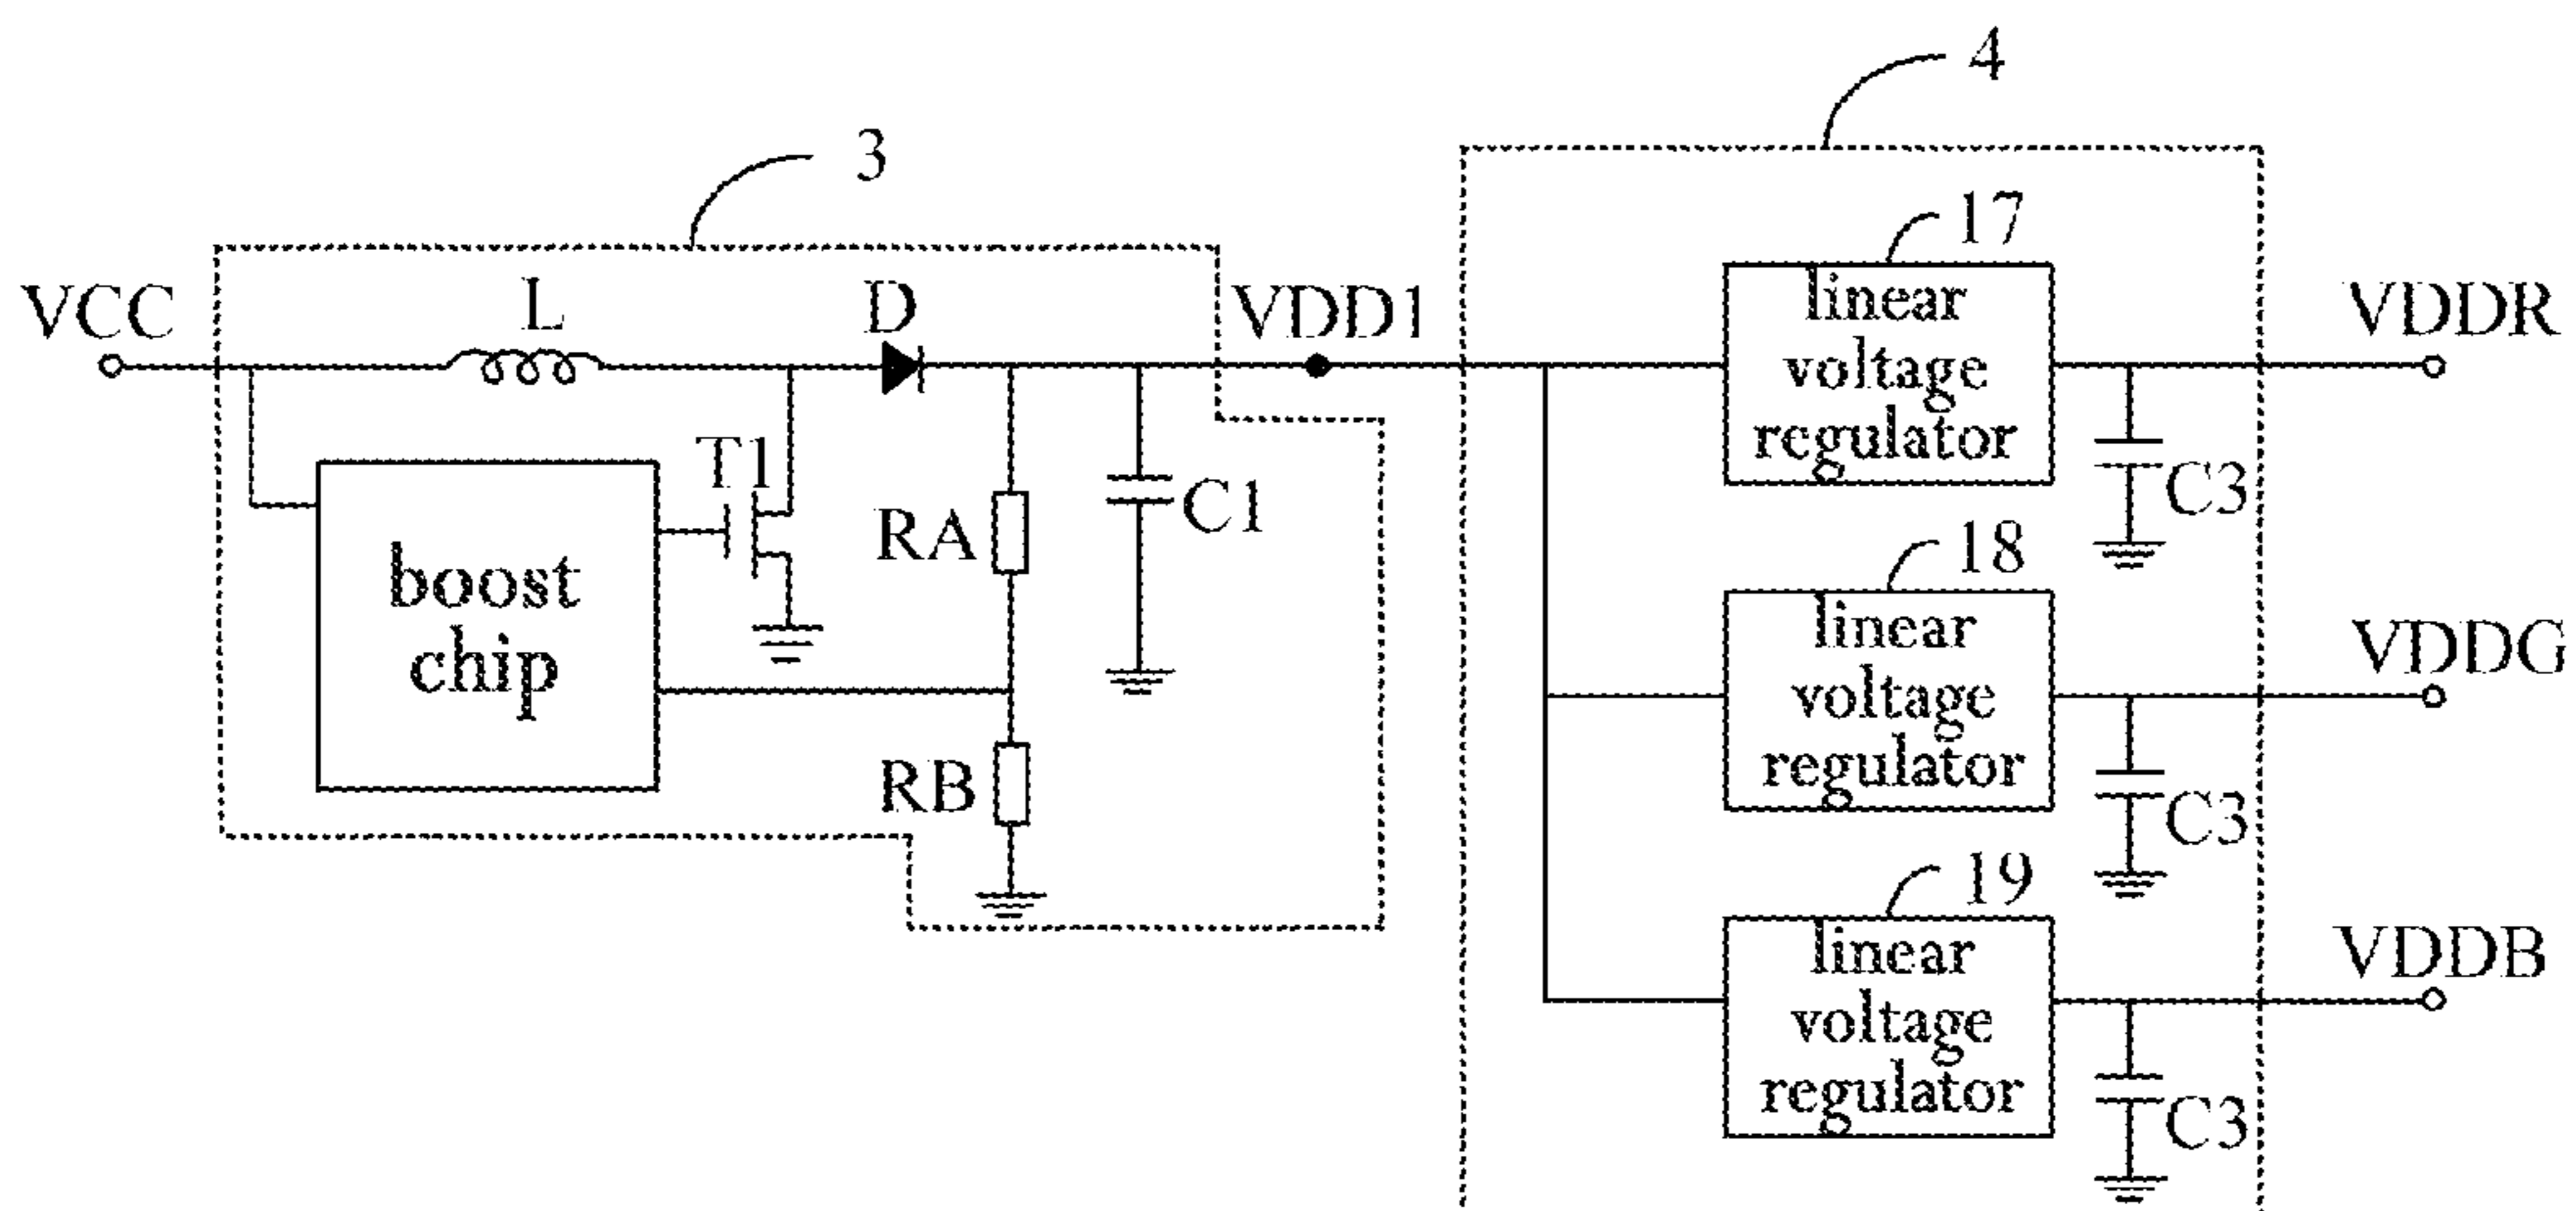 4
3
17
VCC
L
D
VDD1
linear
voltage
regulator
VDDR
T1
C3
RA
C1
boost
chip
18
linear
voltage
regulator
VDDG
RB
C3
19
linear
voltage
regulator
VDDB
C3